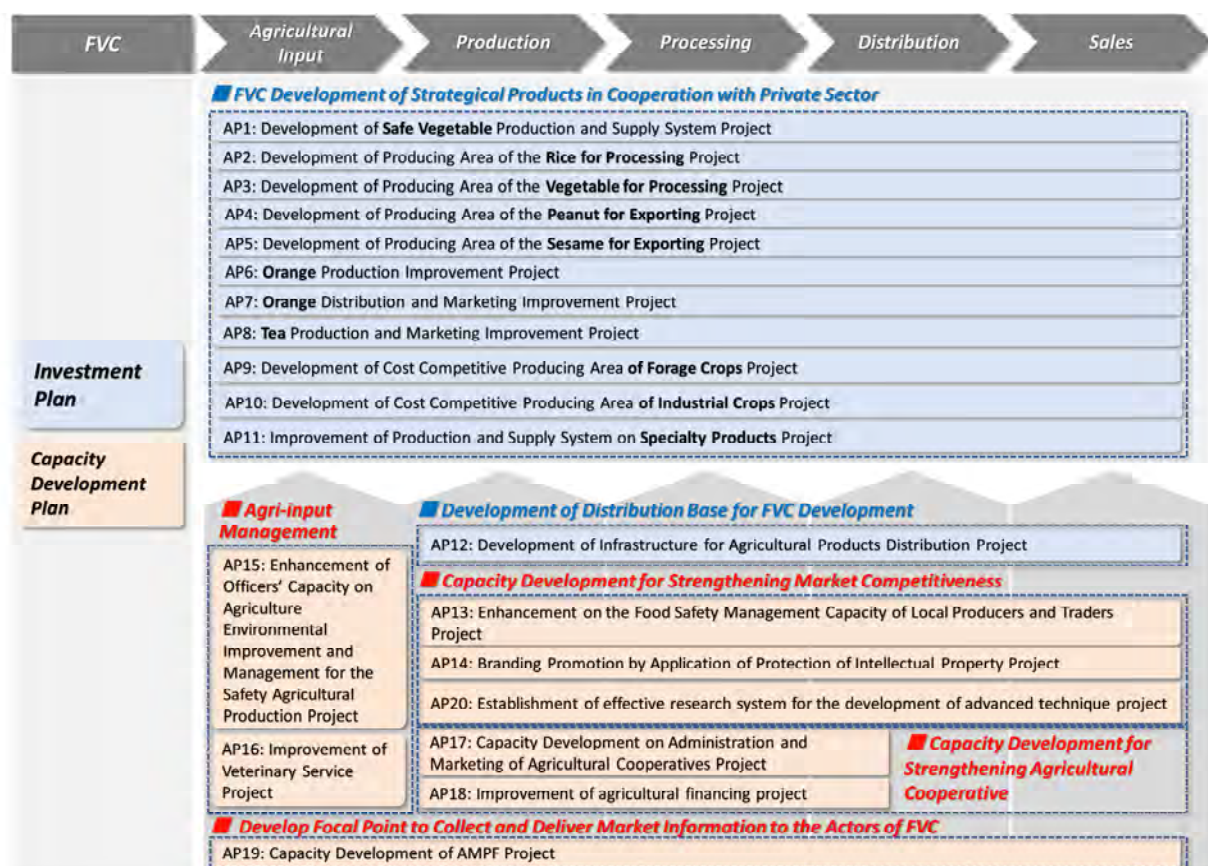 FVC
Agricultural
Input
Production
Processing
Distribution
Sales
FVC Development of Strategical Products in Cooperation with Private Sector
AP1: Development of Safe Vegetable Production and Supply System Project
AP2: Development of Producing Area of the Rice for Processing Project
AP3: Development of Producing Area of the Vegetable for Processing Project
AP4: Development of Producing Area of the Peanut for Exporting Project
AP5: Development of Producing Area of the Sesame for Exporting Project
AP6: Orange Production Improvement Project
AP7: Orange Distribution and Marketing Improvement Project
AP8: Tea Production and Marketing Improvement Project
AP9: Development of Cost Competitive Producing Area of Forage Crops Project
AP10: Development of Cost Competitive Producing Area of Industrial Crops Project
AP11: Improvement of Production and Supply System on Specialty Products Project
Investment
Plan
Capacity
Development
Plan
Agri-input
Management
AP15: Enhancement of
Officers' Capacity on
Agriculture
Environmental
Improvement and
Management for the
Safety Agricultural
Production Project
AP16: Improvement of
Veterinary Service
Project
Development of Distribution Base for FVC Development
AP12: Development of Infrastructure for Agricultural Products Distribution Project
Capacity Development for Strengthening Market Competitiveness
AP13: Enhancement on the Food Safety Management Capacity of Local Producers and Traders
Project
AP14: Branding Promotion by Application of Protection of Intellectual Property Project
AP20: Establishment of effective research system for the development of advanced technique project
AP17: Capacity Development on Administration and
Marketing of Agricultural Cooperatives Project
AP18: Improvement of agricultural financing project
Capacity Development for
Strengthening Agricultural
Cooperative
Develop Focal Point to Collect and Deliver Market Information to the Actors of FVC
AP19: Capacity Development of AMPF Project